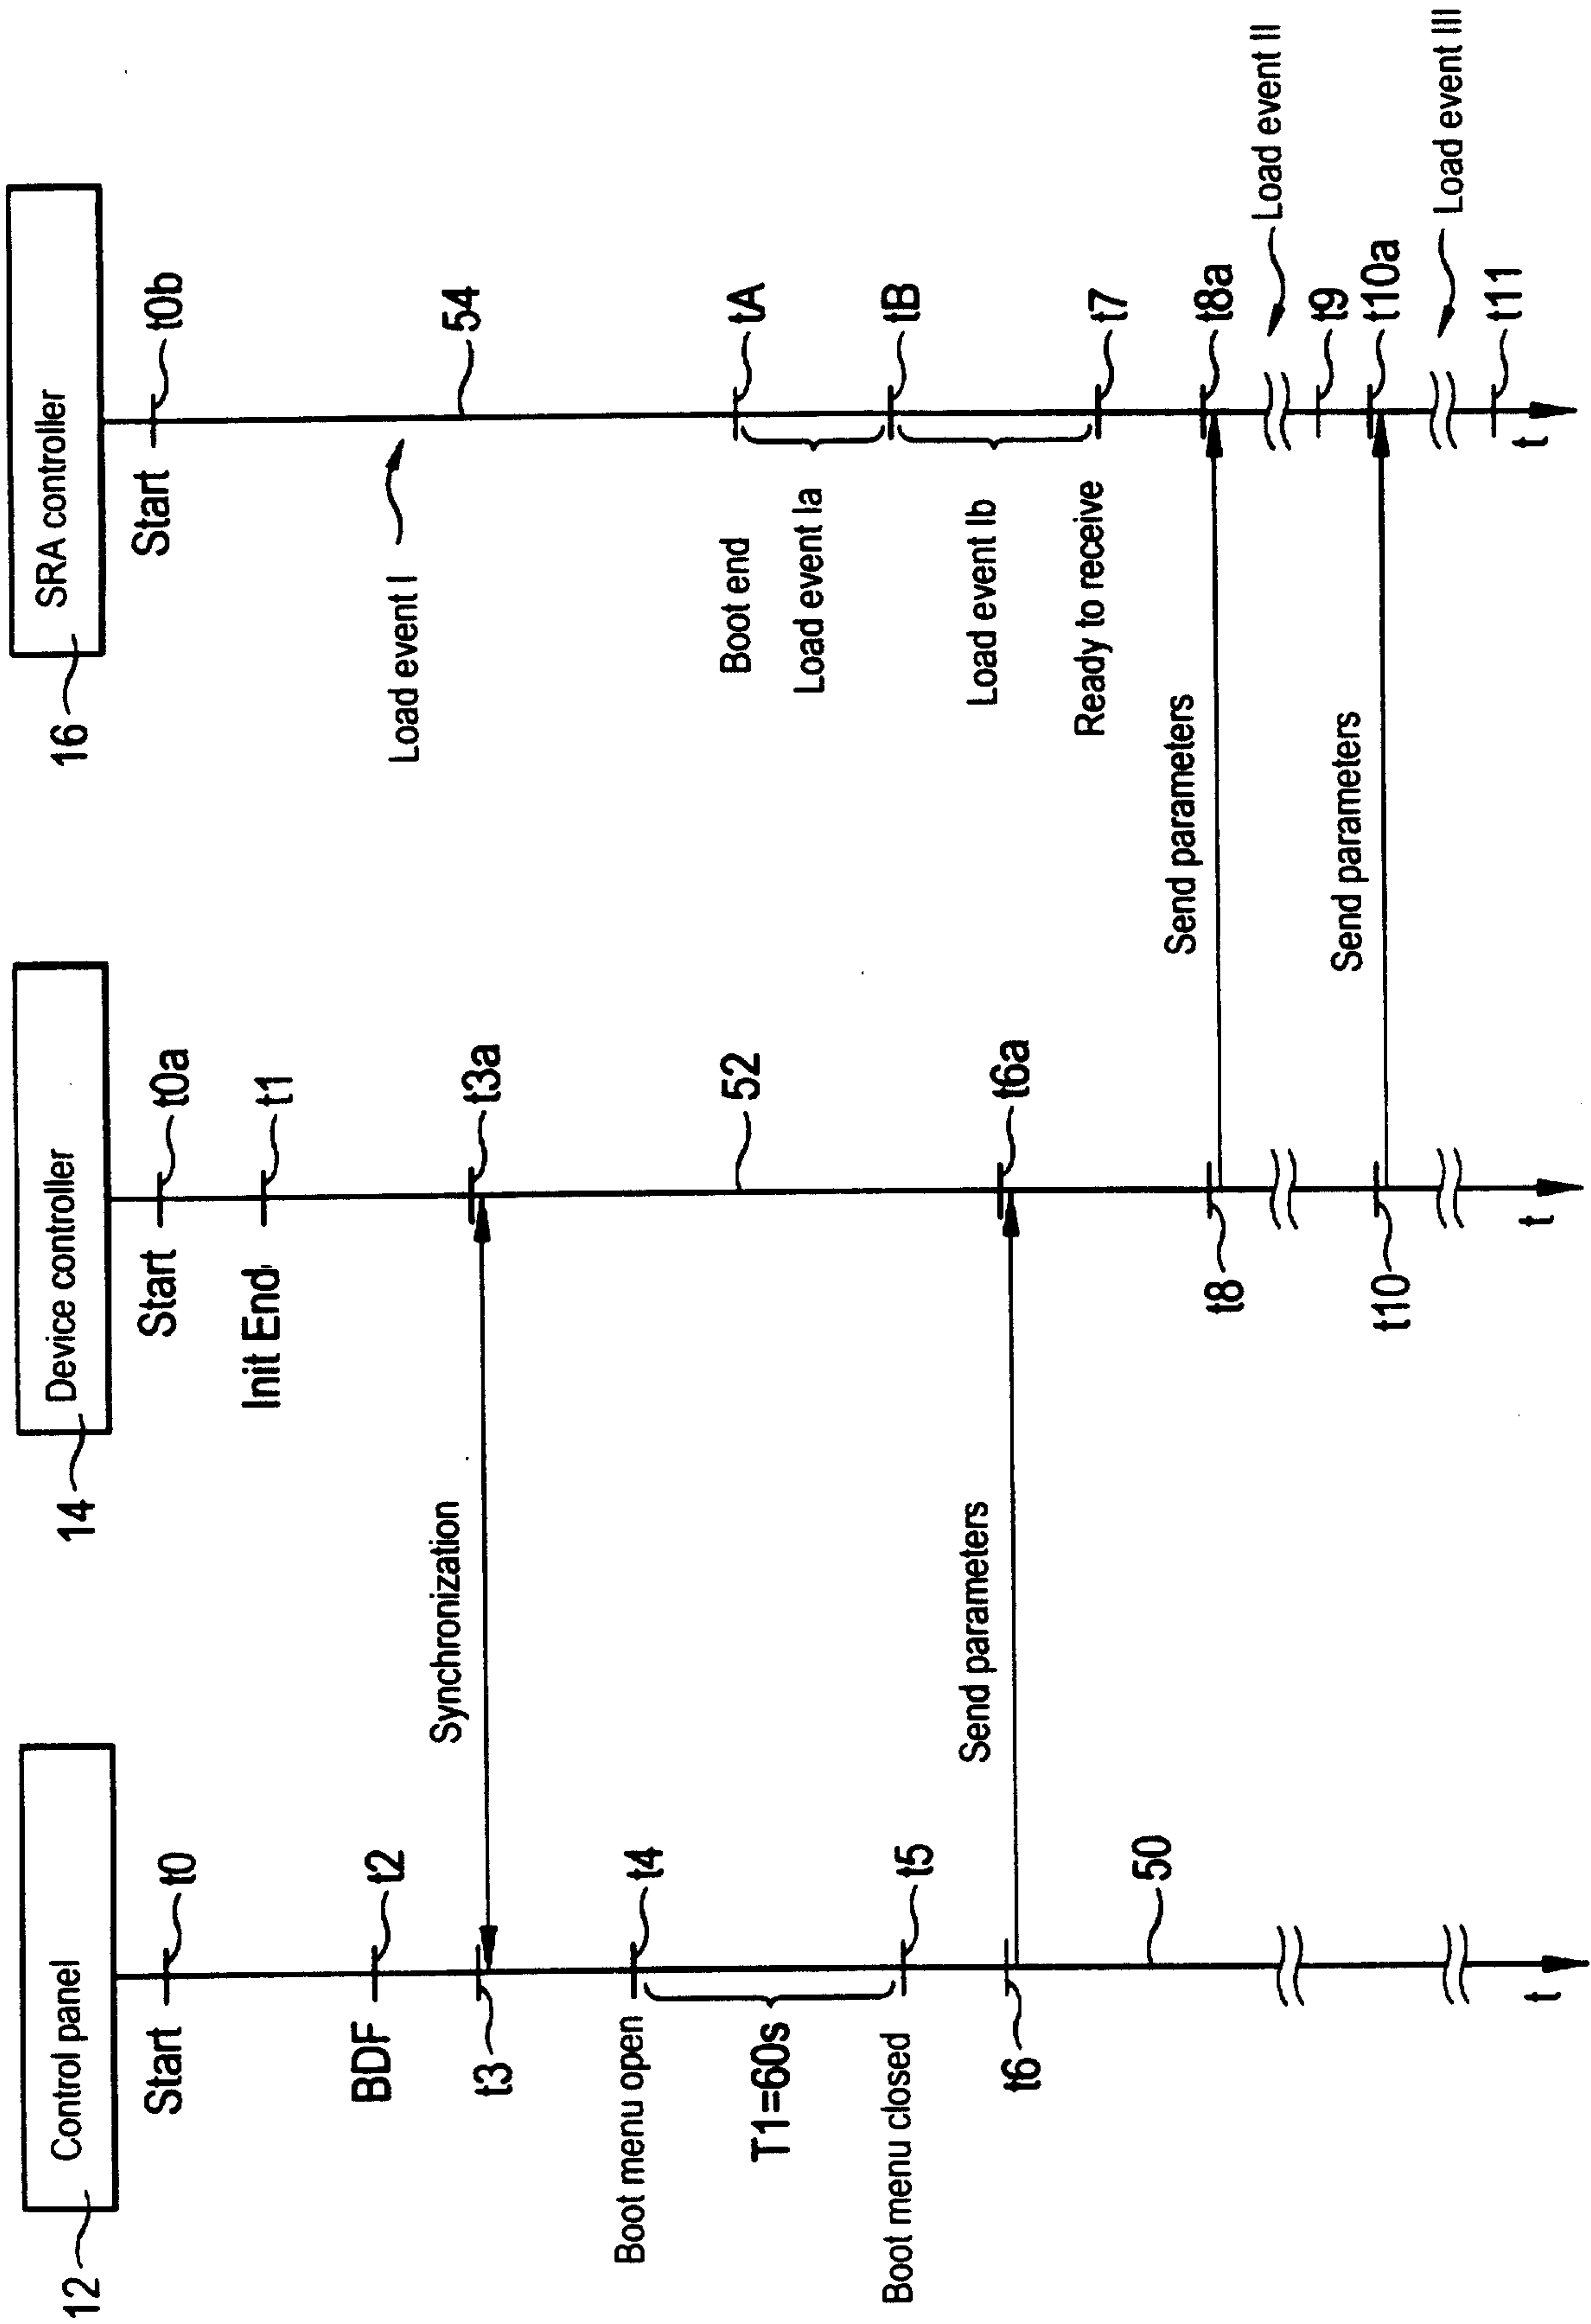 Control panel
12
Start
t0
BDF
t2
t3
Boot menu open
t4
T1=60s
Boot menu closed
t5
t6
50
t
Synchronization
Send parameters
Device controller
14
Start
t0a
Init End
t1
t3a
52
t6a
t8
t10
t
Send parameters
Send parameters
SRA controller
16
Start
t0b
Load event I
54
Boot end
tA
Load event Ia
tB
Load event Ib
Ready to receive
t7
t8a
Load event II
t9
t10a
Load event III
t11
t